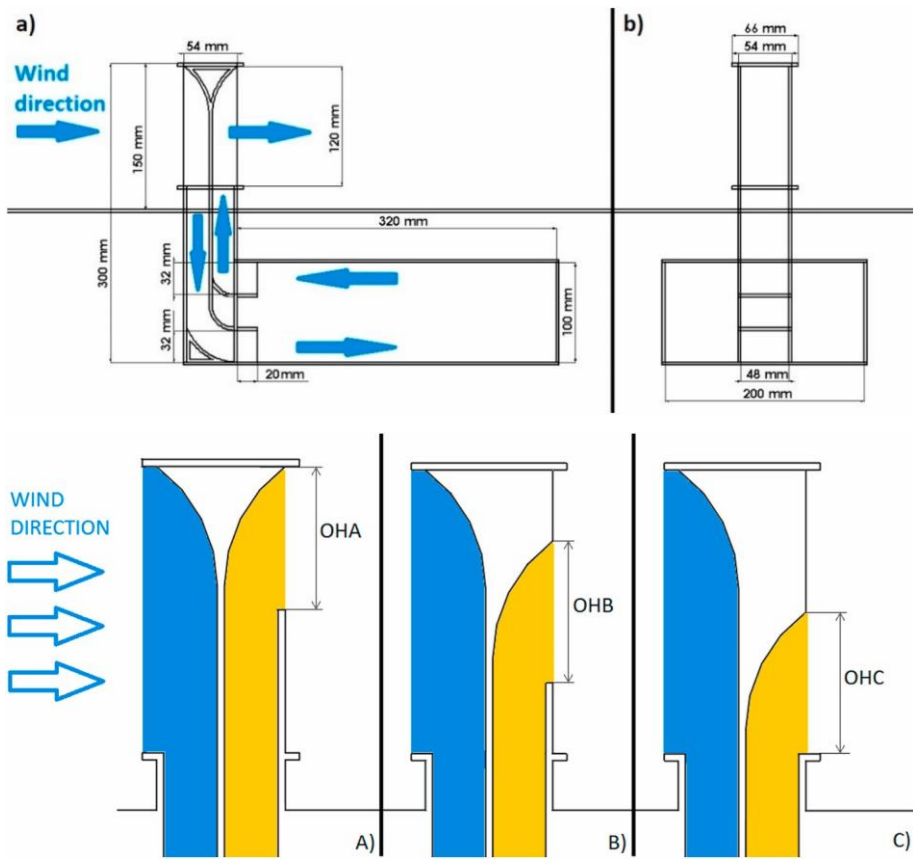 a)
54 mm
Wind
direction
150 mm
120 mm
300 mm
320 mm
32 mm
32 mm
100 mm
20mm
b)
66 mm
54 mm
48 mm
200 mm
WIND
DIRECTION
OHA
A)
OHB
B)
OHC
C)